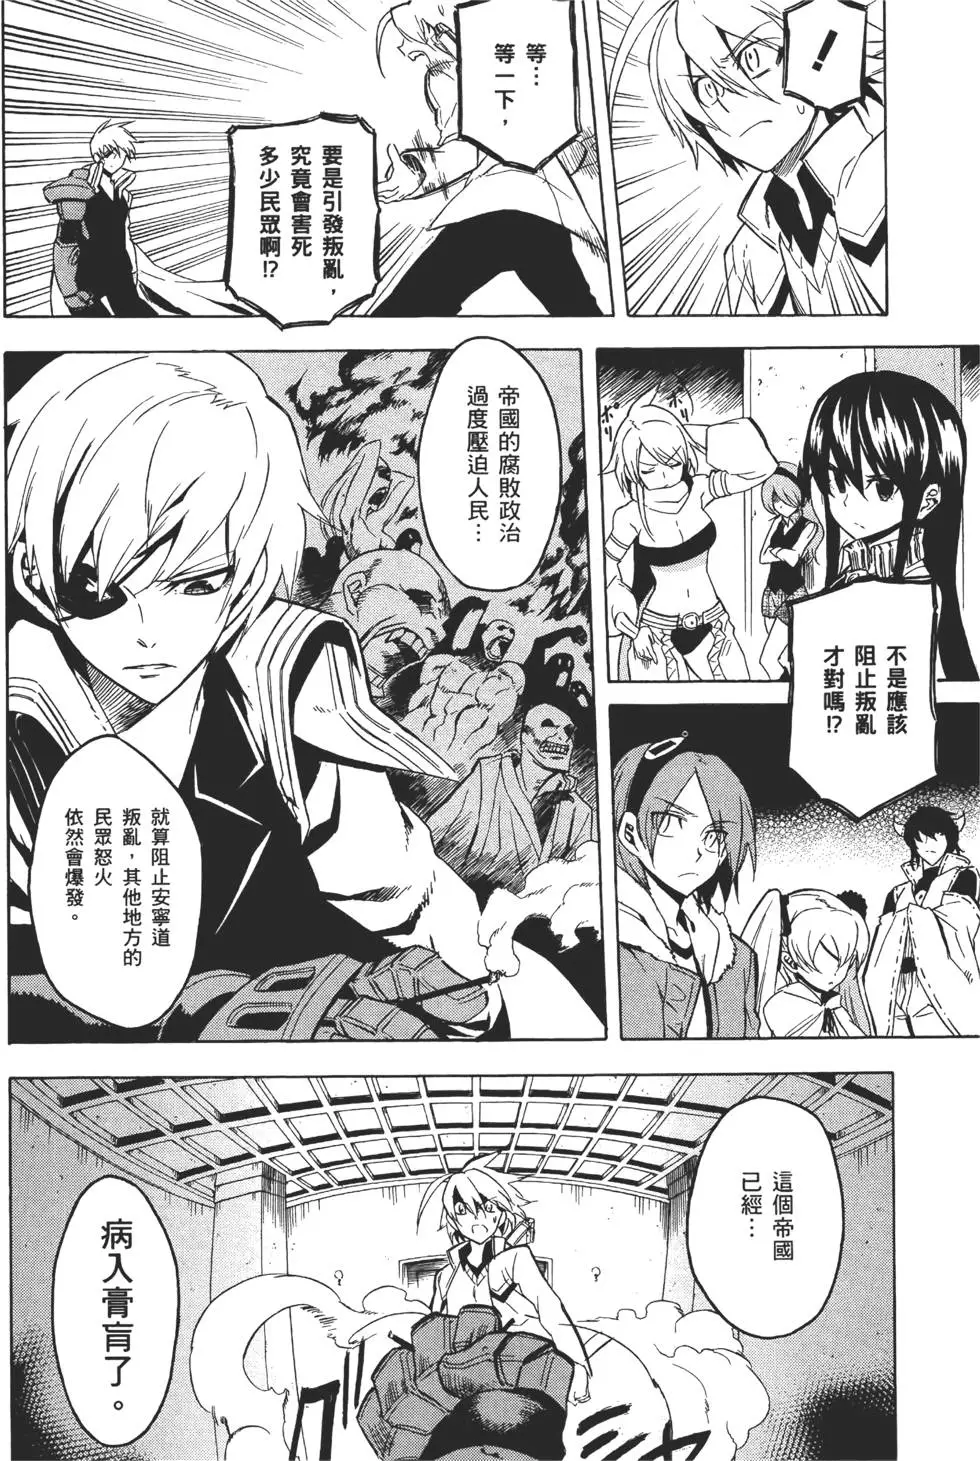 ！
等…
等一下，
要是引發叛亂，
究竟會害死
多少民眾啊!?
ポリ
ポリ
不是應該
阻止叛亂
才對嗎!?
帝國的腐敗政治
過度壓迫人民…
就算阻止安寧道
叛亂，其他地方的
民眾怒火
依然會爆發。
這個帝國
已經…
病入膏肓了。